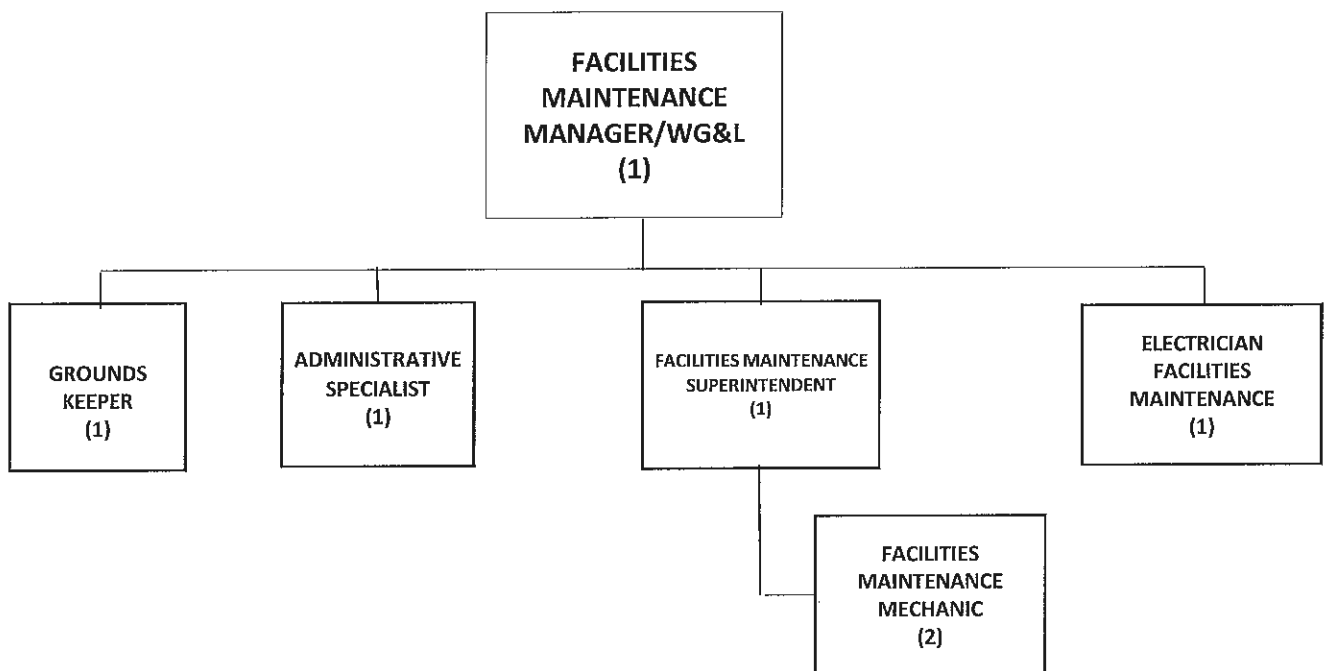 FACILITIES
MAINTENANCE
MANAGER/WG&L
(1)
GROUNDS
KEEPER
(1)
ADMINISTRATIVE
SPECIALIST
(1)
FACILITIES MAINTENANCE
SUPERINTENDENT
(1)
ELECTRICIAN
FACILITIES
MAINTENANCE
(1)
FACILITIES
MAINTENANCE
MECHANIC
(2)